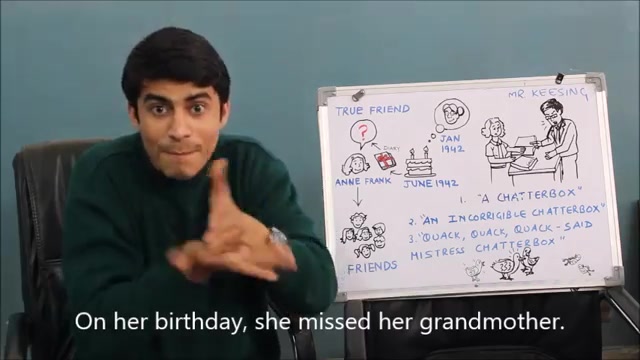 TRUE FRIEND
MR KEESING
?
DIARY
JAN
1942
ANNE FRANK
JUNE 1942
1. "A CHATTERBOX"
2. "AN INCORRIGIBLE CHATTERBOX"
3. "QUACK, QUACK, QUACK - SAID
MISTRESS CHATTERBOX"
FRIENDS
On her birthday, she missed her grandmother.